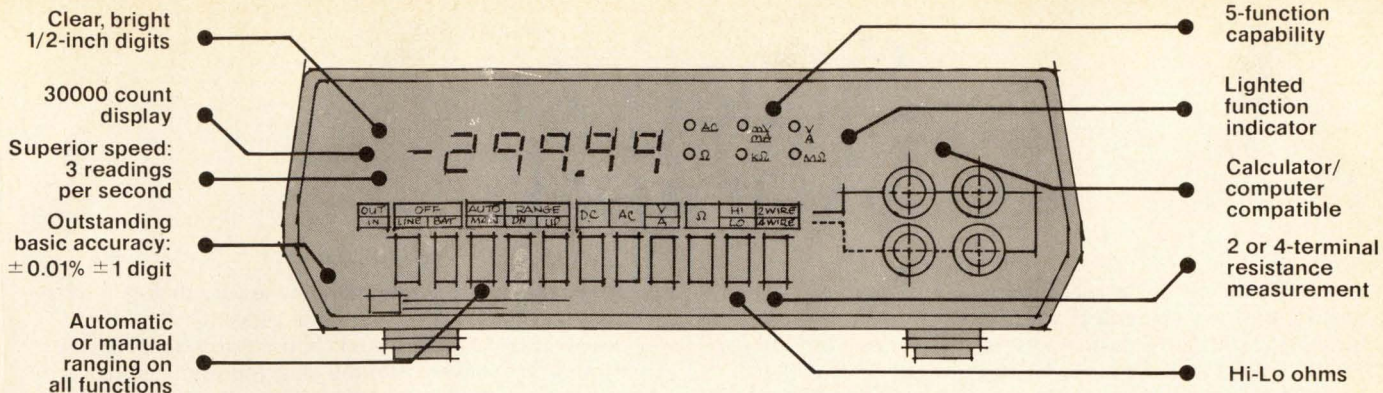 Clear, bright
1/2-inch digits
30000 count
display
Superior speed:
3 readings
per second
Outstanding
basic accuracy:
±0.01% ±1 digit
Automatic
or manual
ranging on
all functions
-299.99
AC mV V
mA A
Ω kΩ MΩ
OUT OFF AUTO RANGE DC AC V Ω HI 2WIRE
IN LINE BAT MAN DN UP A LO 4WIRE
5-function
capability
Lighted
function
indicator
Calculator/
computer
compatible
2 or 4-terminal
resistance
measurement
Hi-Lo ohms